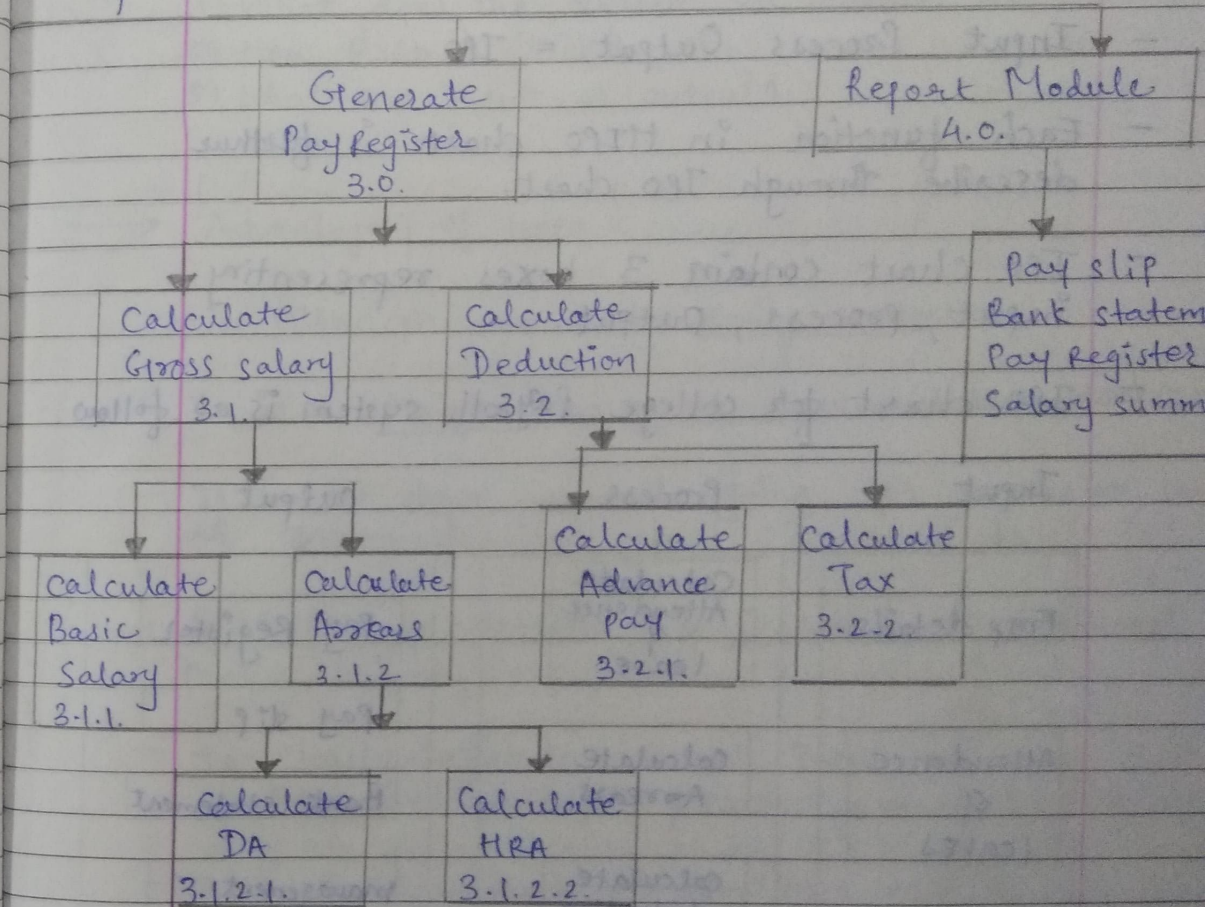 Generate
Pay Register
3.0.
Report Module
4.0.
Calculate
Gross salary
3.1.
Calculate
Deduction
3.2.
Pay slip
Bank statem
Pay Register
Salary summ
Calculate
Basic
Salary
3.1.1.
Calculate
Arrears
3.1.2
Calculate
Advance
pay
3.2.1.
Calculate
Tax
3.2.2
Calculate
DA
3.1.2.1.
Calculate
HRA
3.1.2.2.